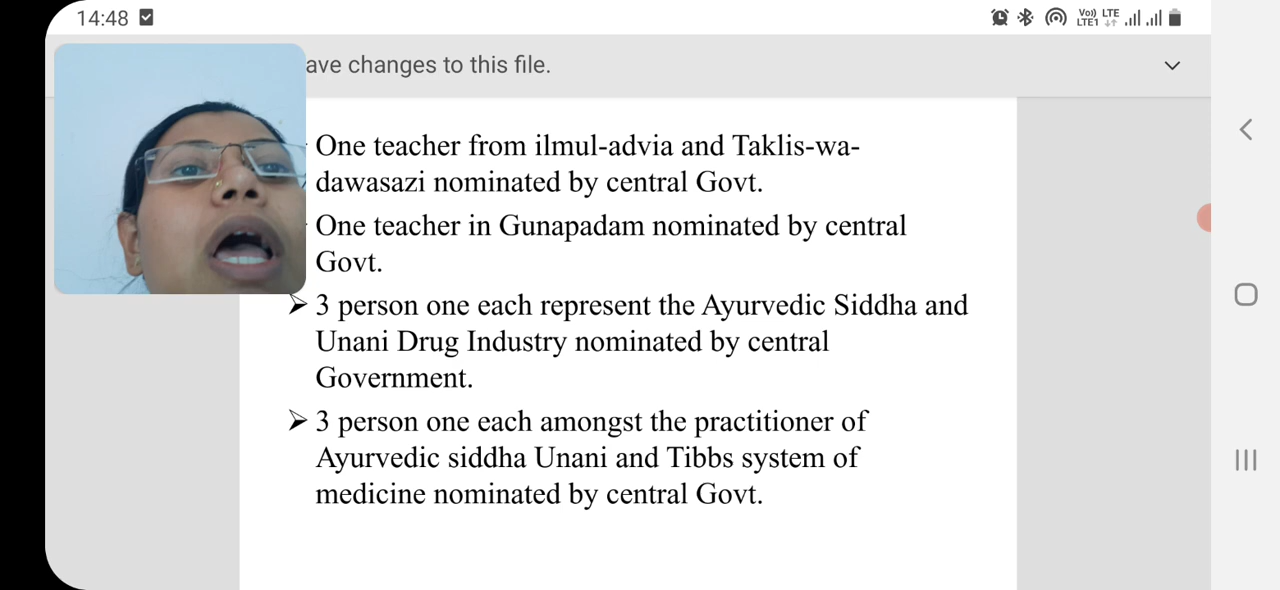 14:48
Vo)) LTE
LTE1
ave changes to this file.
One teacher from ilmul-advia and Taklis-wa-
dawasazi nominated by central Govt.
One teacher in Gunapadam nominated by central
Govt.
➢ 3 person one each represent the Ayurvedic Siddha and
Unani Drug Industry nominated by central
Government.
➢ 3 person one each amongst the practitioner of
Ayurvedic siddha Unani and Tibbs system of
medicine nominated by central Govt.